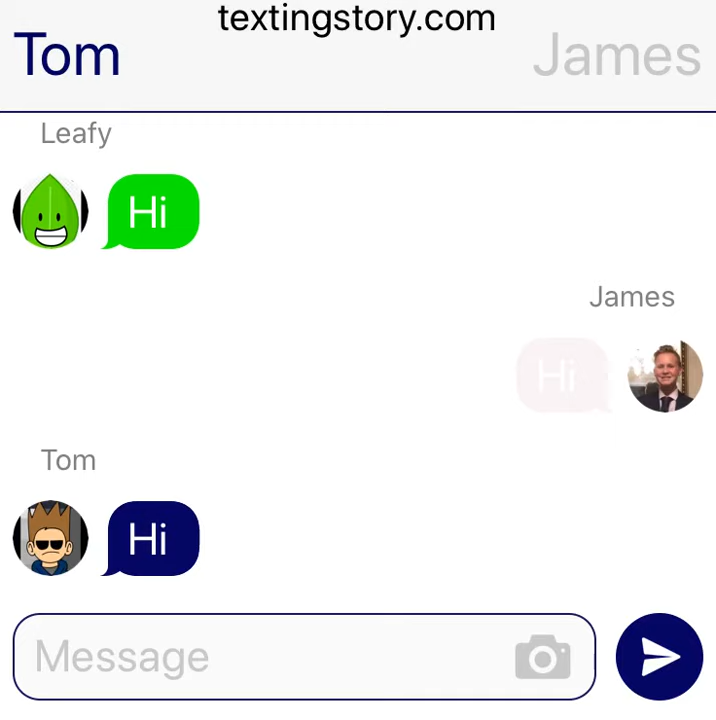 textingstory.com
Tom James
Leafy
Hi
James
Hi
Tom
Hi
Message